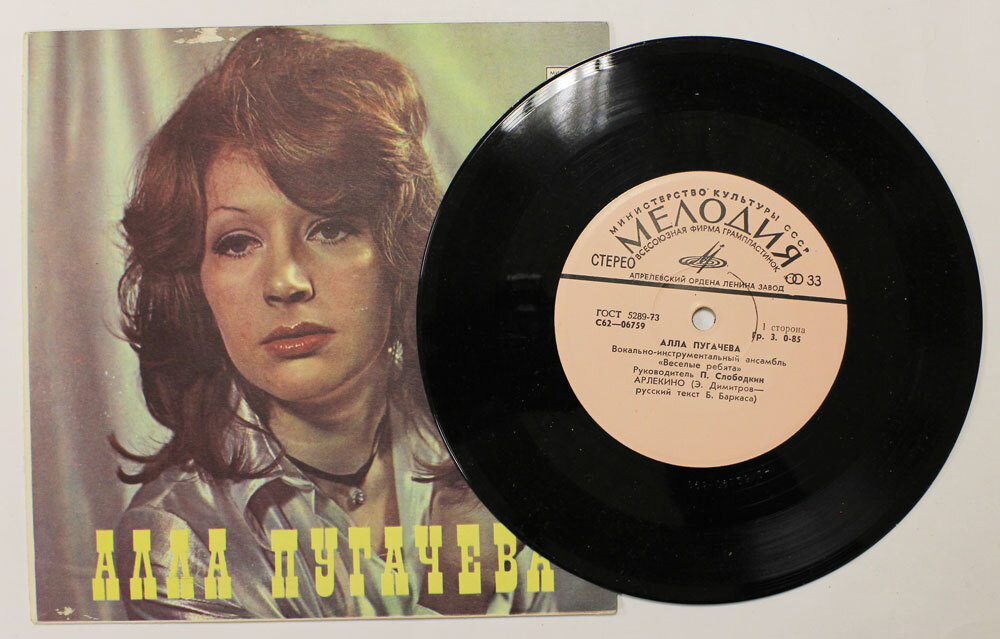 АЛЛА ПУГАЧЕВА
МИНИСТЕРСТВО КУЛЬТУРЫ СССР
МЕЛОДИЯ
ВСЕСОЮЗНАЯ ФИРМА ГРАМПЛАСТИНОК
СТЕРЕО
33
АПРЕЛЕВСКИЙ ОРДЕНА ЛЕНИНА ЗАВОД
ГОСТ 5289-73
С62—06759
1 сторона
Гр. 3. 0-85
АЛЛА ПУГАЧЕВА
Вокально-инструментальный ансамбль
«Веселые ребята»
Руководитель П. Слободкин
АРЛЕКИНО (Э. Димитров—
русский текст Б. Баркаса)